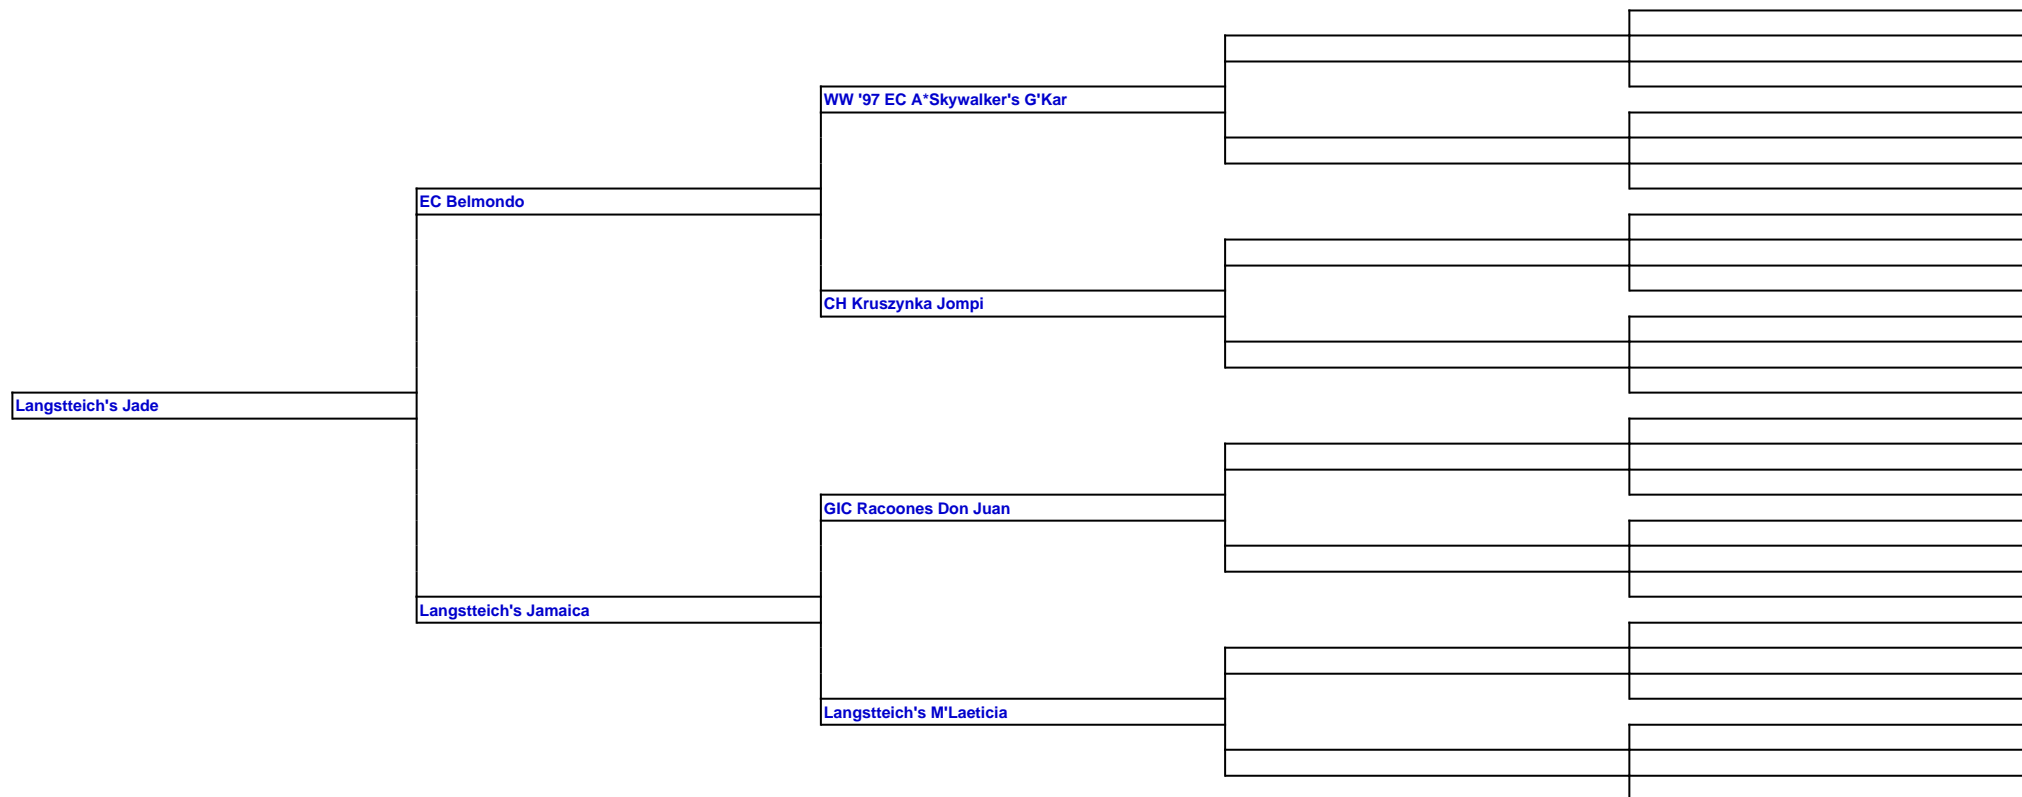 WW '97 EC A*Skywalker's G'Kar
EC Belmondo
CH Kruszynka Jompi
Langstteich's Jade
GIC Racoones Don Juan
Langstteich's Jamaica
Langstteich's M'Laeticia